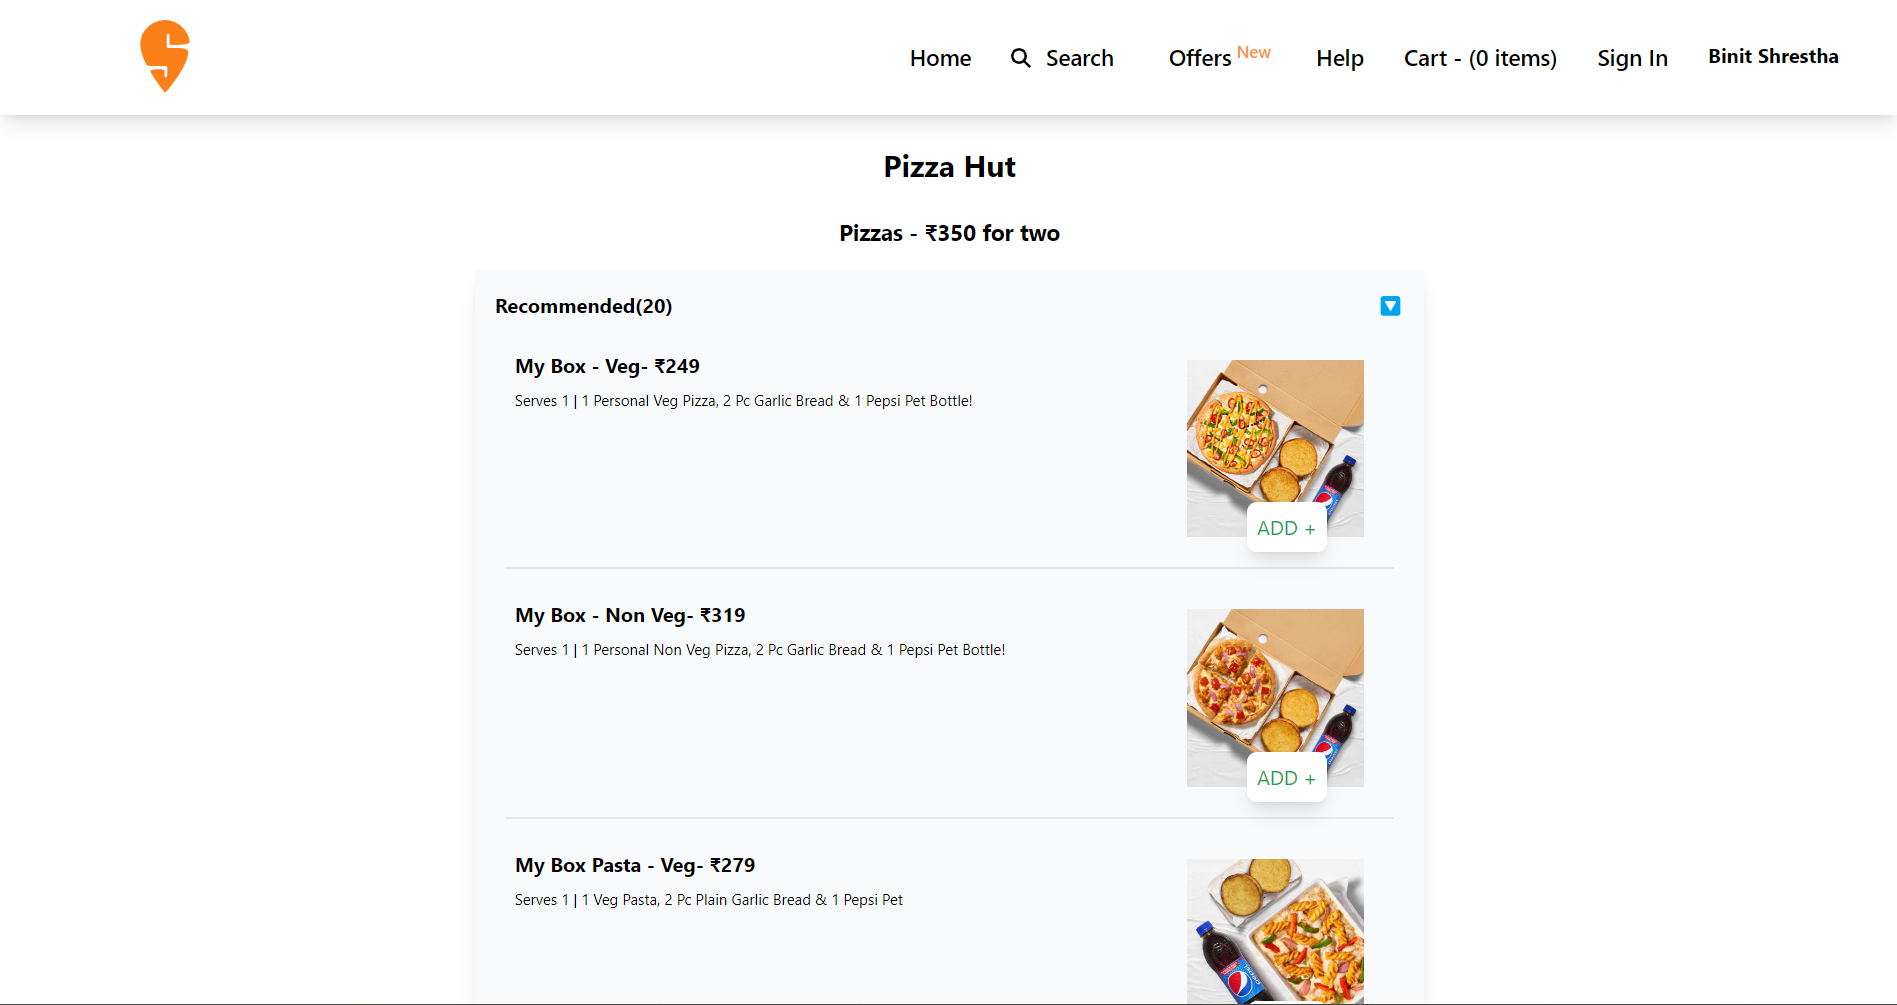 Home Search Offers New Help Cart - (0 items) Sign In Binit Shrestha
Pizza Hut
Pizzas - ₹350 for two
Recommended(20)
My Box - Veg- ₹249
Serves 1 | 1 Personal Veg Pizza, 2 Pc Garlic Bread & 1 Pepsi Pet Bottle!
ADD +
My Box - Non Veg- ₹319
Serves 1 | 1 Personal Non Veg Pizza, 2 Pc Garlic Bread & 1 Pepsi Pet Bottle!
ADD +
My Box Pasta - Veg- ₹279
Serves 1 | 1 Veg Pasta, 2 Pc Plain Garlic Bread & 1 Pepsi Pet